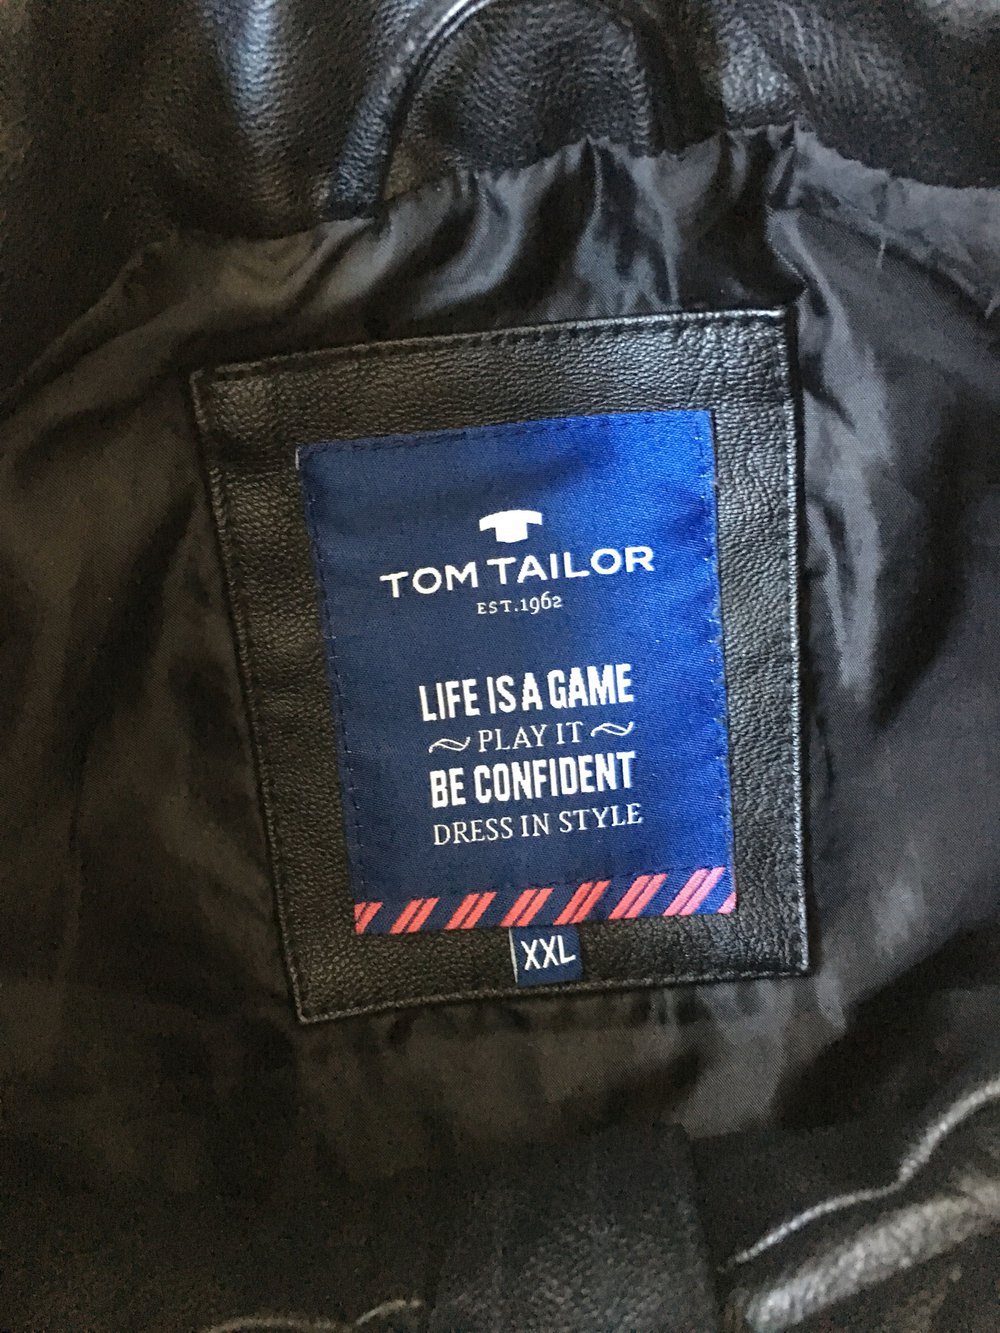 TOM TAILOR
EST.1962
LIFE IS A GAME
~ PLAY IT ~
BE CONFIDENT
DRESS IN STYLE
XXL